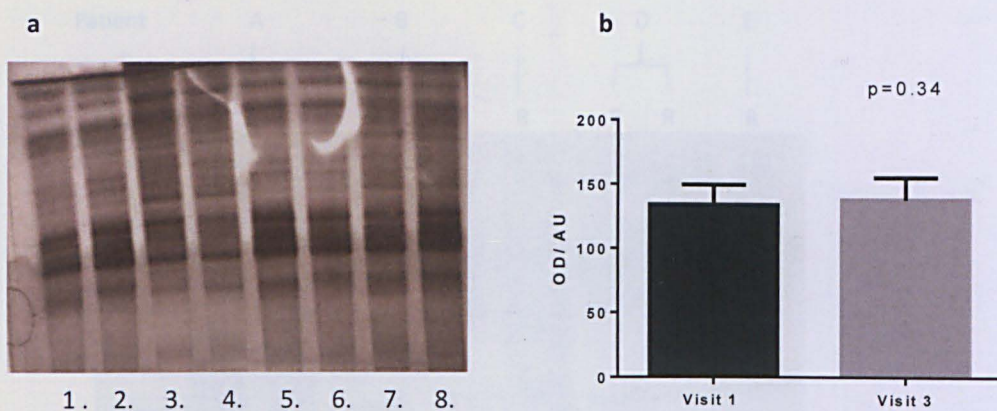 a
b
Patient A B C D E
p=0.34
200
150
100
50
0
OD/AU
Visit 1 Visit 3
1. 2. 3. 4. 5. 6. 7. 8.